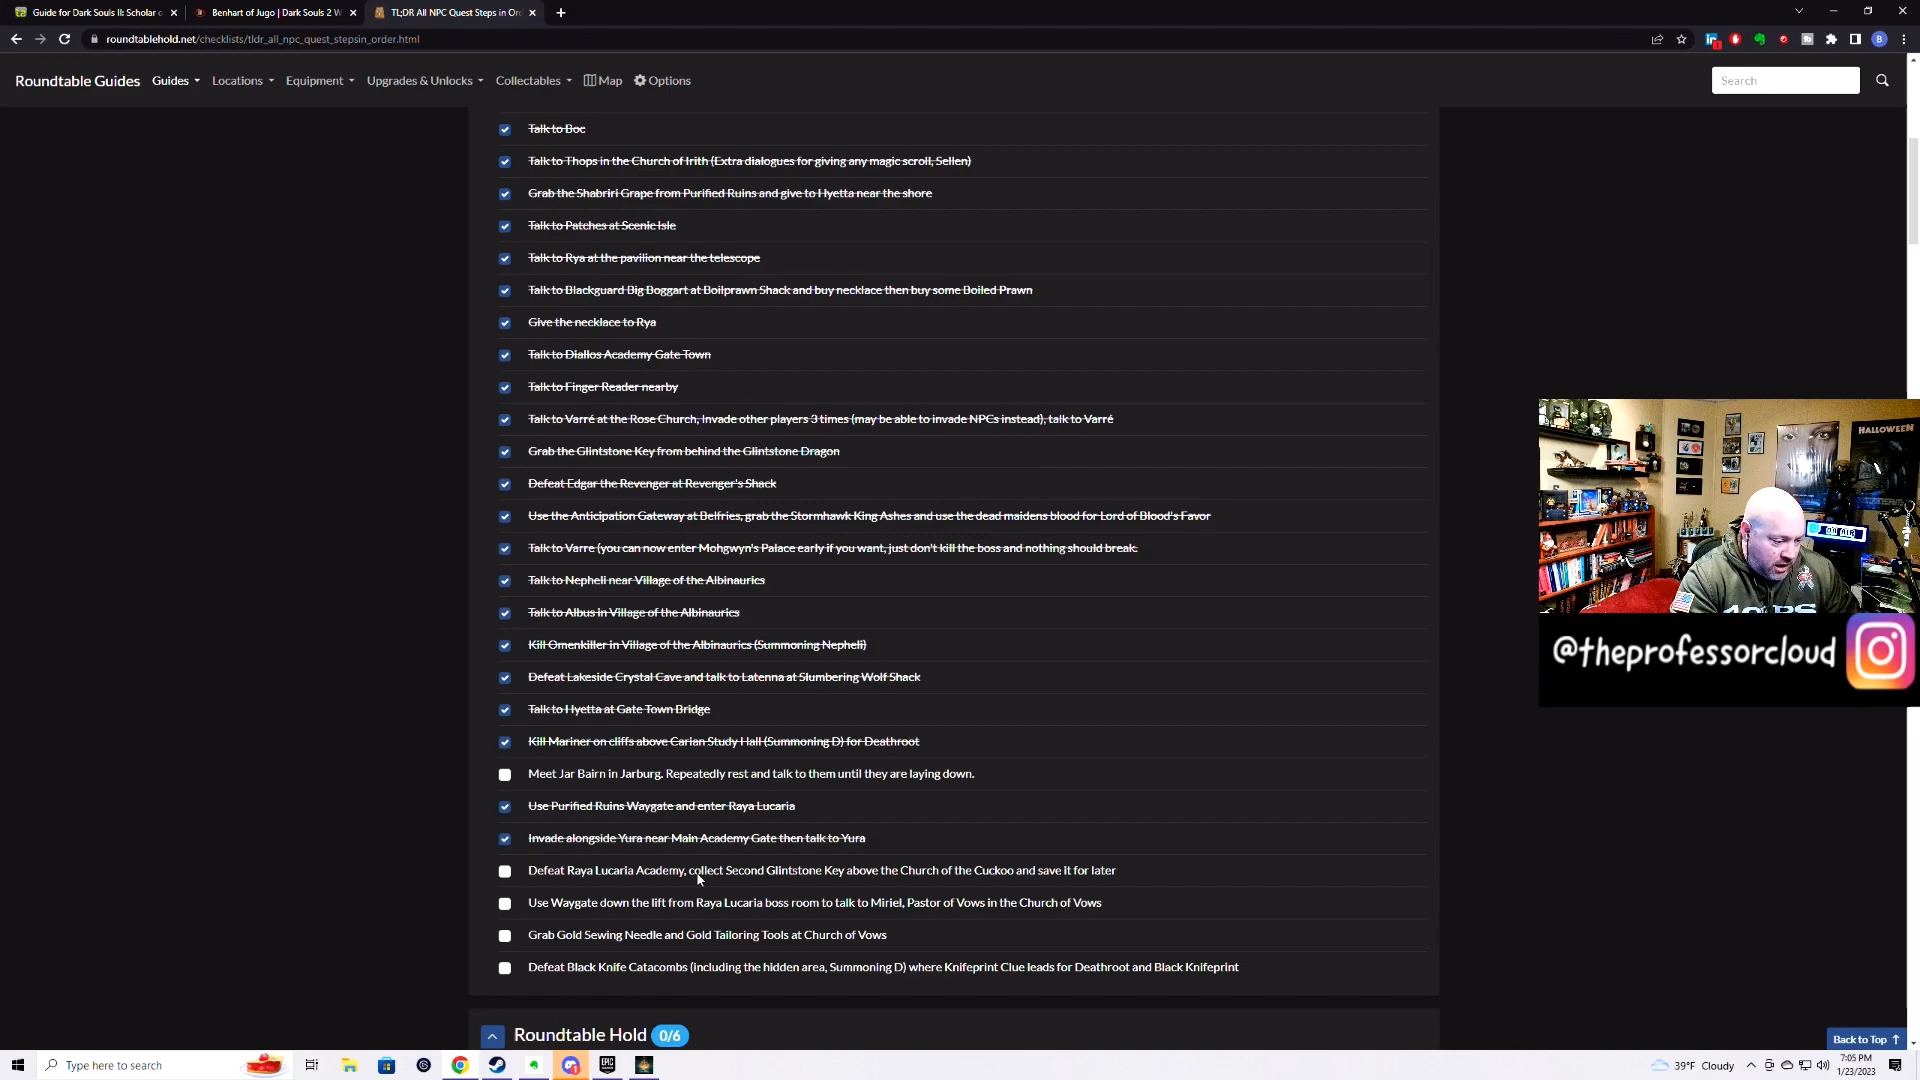 Guide for Dark Souls II: Scholar o
Benhart of Jugo | Dark Souls 2 W
TL;DR All NPC Quest Steps in Ord
roundtablehold.net/checklists/tldr_all_npc_quest_stepsin_order.html
Roundtable Guides Guides Locations Equipment Upgrades & Unlocks Collectables Map Options Search
Talk to Boc
Talk to Thops in the Church of Irith (Extra dialogues for giving any magic scroll, Sellen)
Grab the Shabriri Grape from Purified Ruins and give to Hyetta near the shore
Talk to Patches at Scenic Isle
Talk to Rya at the pavilion near the telescope
Talk to Blackguard Big Boggart at Boilprawn Shack and buy necklace then buy some Boiled Prawn
Give the necklace to Rya
Talk to Diallos Academy Gate Town
Talk to Finger Reader nearby
Talk to Varré at the Rose Church, Invade other players 3 times (may be able to invade NPCs instead), talk to Varré
Grab the Glintstone Key from behind the Glintstone Dragon
Defeat Edgar the Revenger at Revenger's Shack
Use the Anticipation Gateway at Belfries, grab the Stormhawk King Ashes and use the dead maidens blood for Lord of Blood's Favor
Talk to Varre (you can now enter Mohgwyn's Palace early if you want, just don't kill the boss and nothing should break.
Talk to Nepheli near Village of the Albinaurics
Talk to Albus in Village of the Albinaurics
Kill Omenkiller in Village of the Albinaurics (Summoning Nepheli)
Defeat Lakeside Crystal Cave and talk to Latenna at Slumbering Wolf Shack
Talk to Hyetta at Gate Town Bridge
Kill Mariner on cliffs above Carian Study Hall (Summoning D) for Deathroot
Meet Jar Bairn in Jarburg. Repeatedly rest and talk to them until they are laying down.
Use Purified Ruins Waygate and enter Raya Lucaria
Invade alongside Yura near Main Academy Gate then talk to Yura
Defeat Raya Lucaria Academy, collect Second Glintstone Key above the Church of the Cuckoo and save it for later
Use Waygate down the lift from Raya Lucaria boss room to talk to Miriel, Pastor of Vows in the Church of Vows
Grab Gold Sewing Needle and Gold Tailoring Tools at Church of Vows
Defeat Black Knife Catacombs (including the hidden area, Summoning D) where Knifeprint Clue leads for Deathroot and Black Knifeprint
Roundtable Hold 0/6
Back to Top
HALLOWEEN
@theprofessorcloud
Type here to search
39°F Cloudy
7:05 PM
1/23/2023